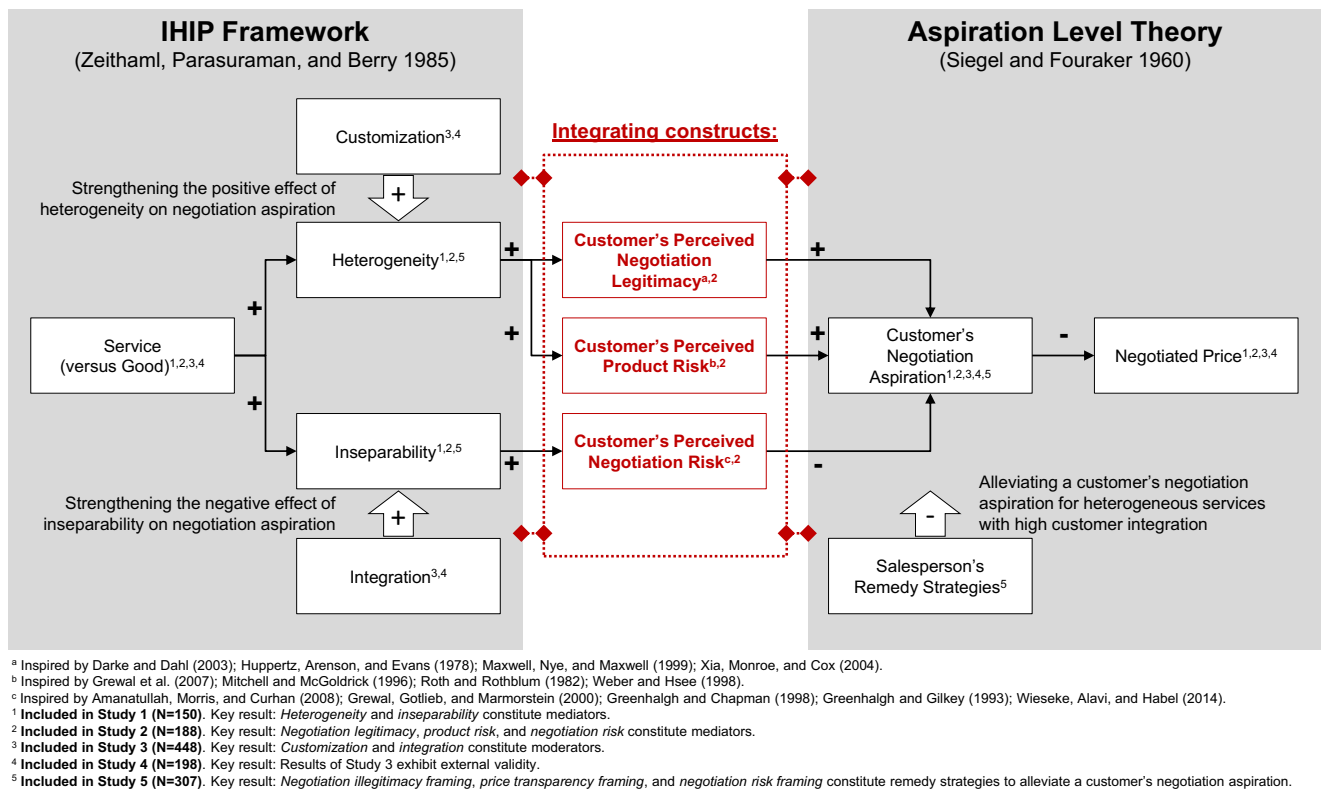 IHIP Framework
(Zeithaml, Parasuraman, and Berry 1985)
Aspiration Level Theory
(Siegel and Fouraker 1960)
Customization3,4
Integrating constructs:
Strengthening the positive effect of
heterogeneity on negotiation aspiration
+
Heterogeneity1,2,5
+
Customer's Perceived
Negotiation
Legitimacya,2
+
+
Service
(versus Good)1,2,3,4
+
Customer's Perceived
Product Riskb,2
+
Customer's
Negotiation
Aspiration1,2,3,4,5
-
Negotiated Price1,2,3,4
+
Inseparability1,2,5
+
Customer's Perceived
Negotiation Riskc,2
-
Strengthening the negative effect of
inseparability on negotiation aspiration
+
Integration3,4
Alleviating a customer's negotiation
aspiration for heterogeneous services
with high customer integration
-
Salesperson's
Remedy Strategies5
a Inspired by Darke and Dahl (2003); Huppertz, Arenson, and Evans (1978); Maxwell, Nye, and Maxwell (1999); Xia, Monroe, and Cox (2004).
b Inspired by Grewal et al. (2007); Mitchell and McGoldrick (1996); Roth and Rothblum (1982); Weber and Hsee (1998).
c Inspired by Amanatullah, Morris, and Curhan (2008); Grewal, Gotlieb, and Marmorstein (2000); Greenhalgh and Chapman (1998); Greenhalgh and Gilkey (1993); Wieseke, Alavi, and Habel (2014).
1 Included in Study 1 (N=150). Key result: Heterogeneity and inseparability constitute mediators.
2 Included in Study 2 (N=188). Key result: Negotiation legitimacy, product risk, and negotiation risk constitute mediators.
3 Included in Study 3 (N=448). Key result: Customization and integration constitute moderators.
4 Included in Study 4 (N=198). Key result: Results of Study 3 exhibit external validity.
5 Included in Study 5 (N=307). Key result: Negotiation illegitimacy framing, price transparency framing, and negotiation risk framing constitute remedy strategies to alleviate a customer's negotiation aspiration.